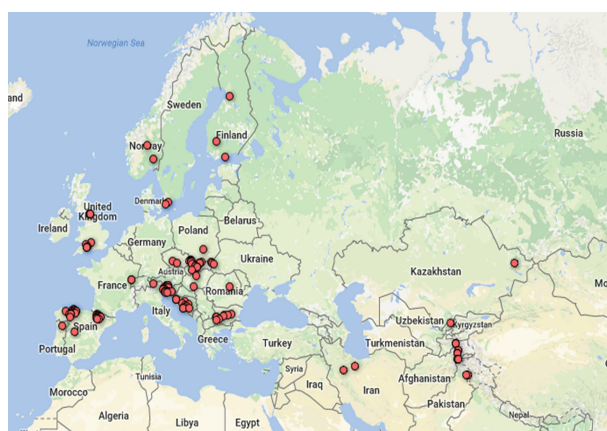 Norwegian Sea
and
Sweden
Finland
Norway
Russia
Denmark
United
Kingdom
Ireland
Belarus
Poland
Germany
Ukraine
Kazakhstan
Austria
France
Romania
Mo
Italy
Uzbekistan
Kyrgyzstan
Spain
Portugal
Greece
Turkey
Turkmenistan
Syria
Tunisia
Iraq
Iran
Afghanistan
Morocco
Pakistan
Nepal
Algeria
Libya
Egypt